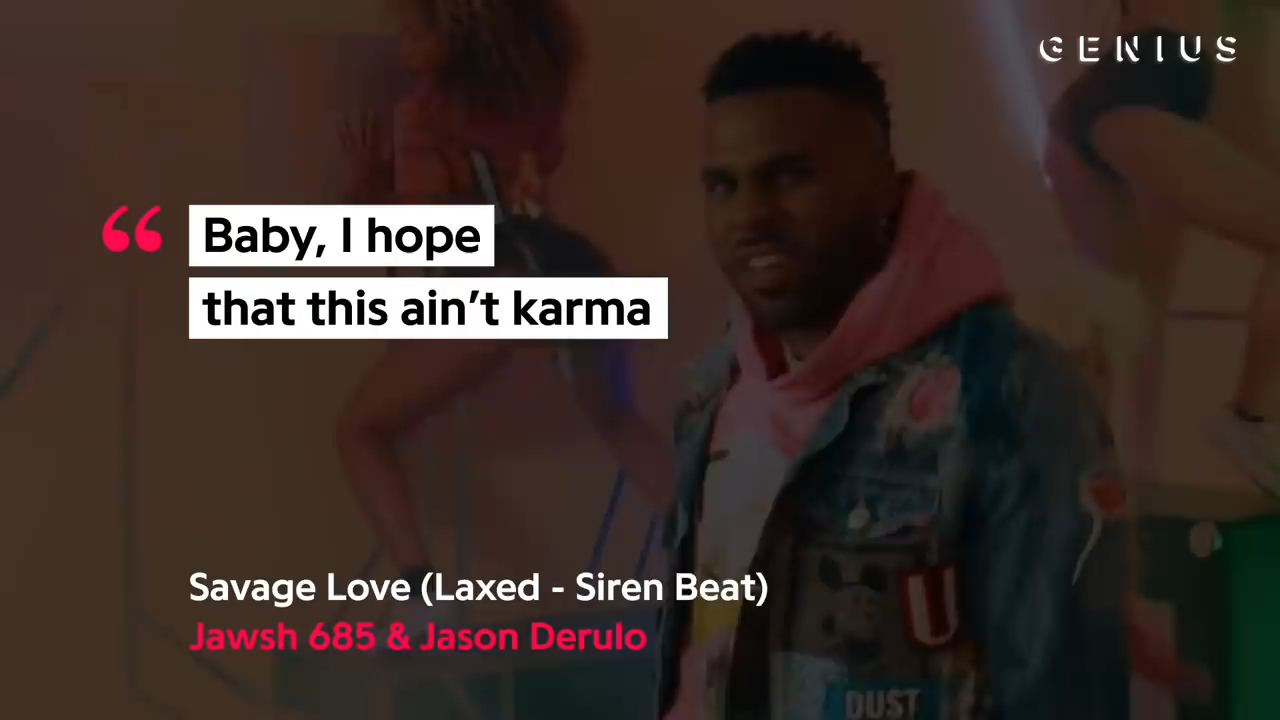 GENIUS
“
Baby, I hope
that this ain’t karma
Savage Love (Laxed - Siren Beat)
Jawsh 685 & Jason Derulo
U
DUST